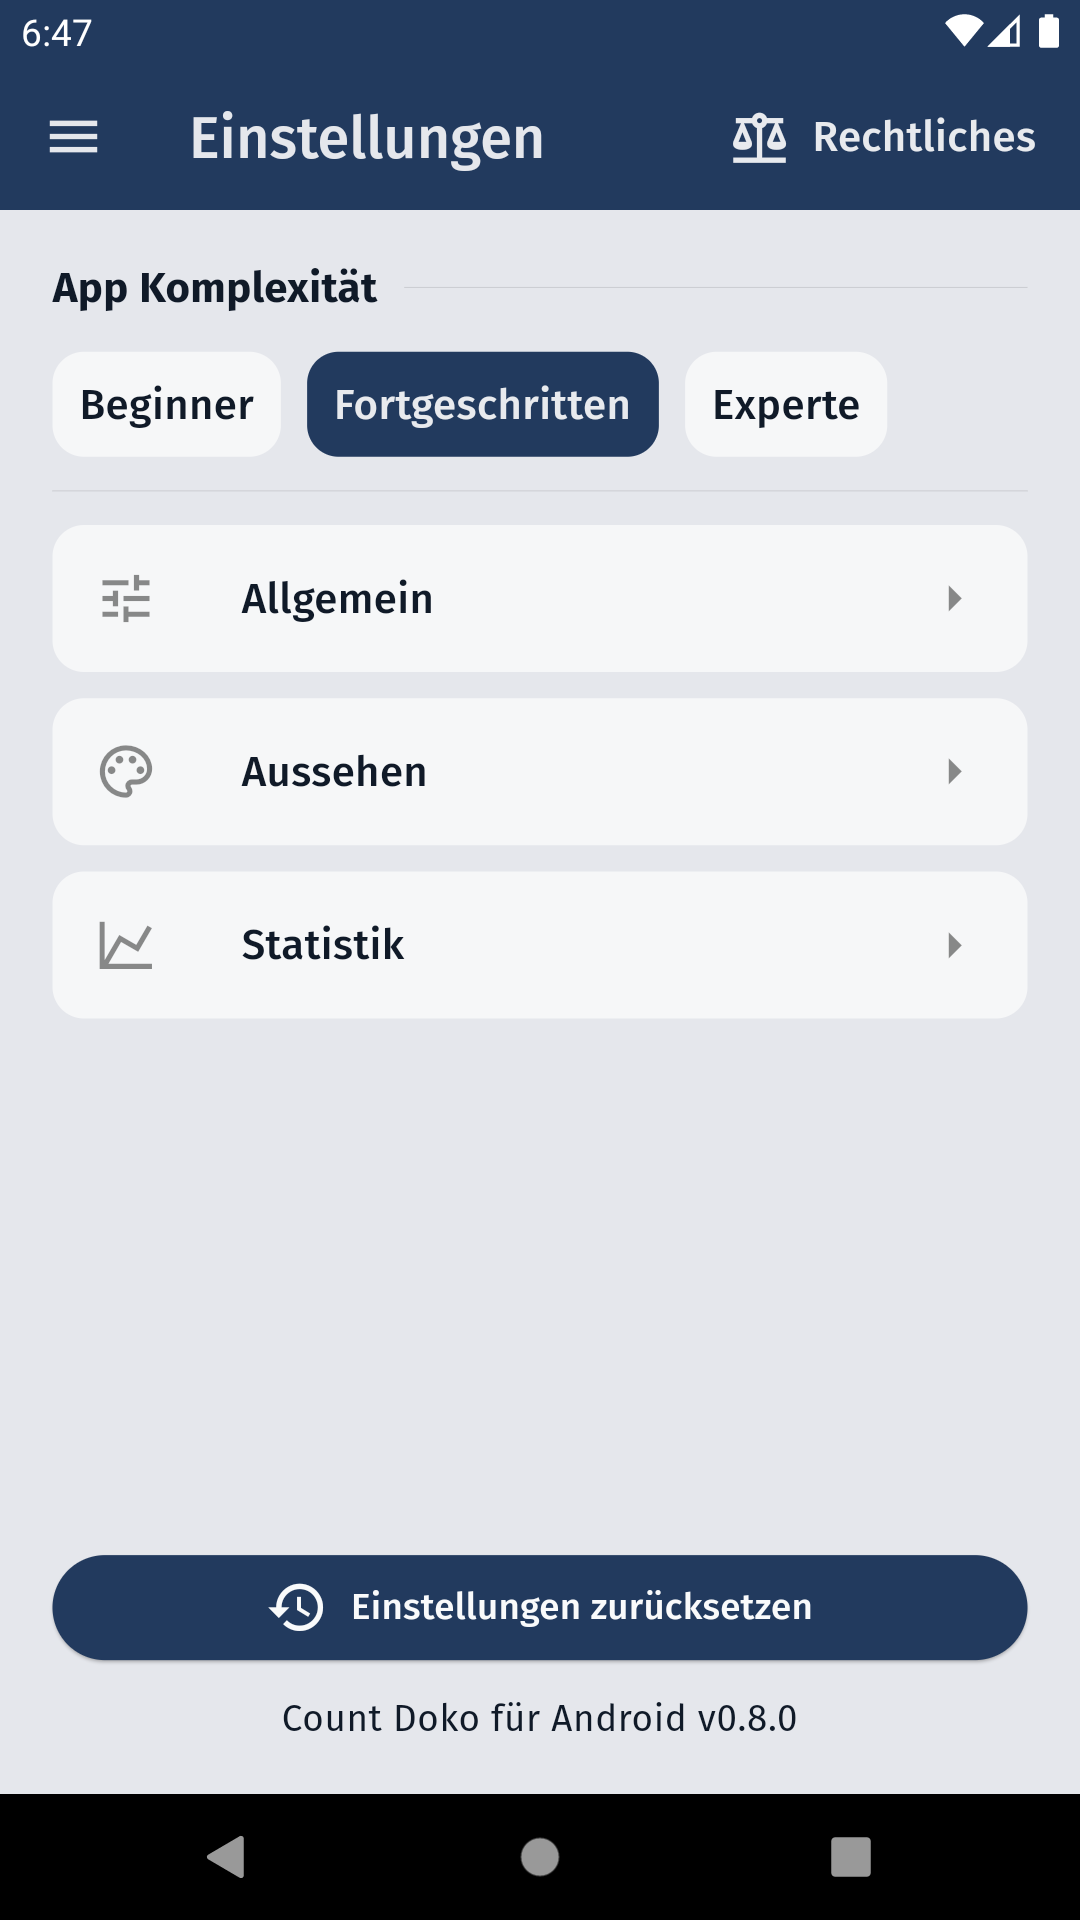 6:47
Einstellungen
Rechtliches
App Komplexität
Beginner
Fortgeschritten
Experte
Allgemein
Aussehen
Statistik
Einstellungen zurücksetzen
Count Doko für Android v0.8.0